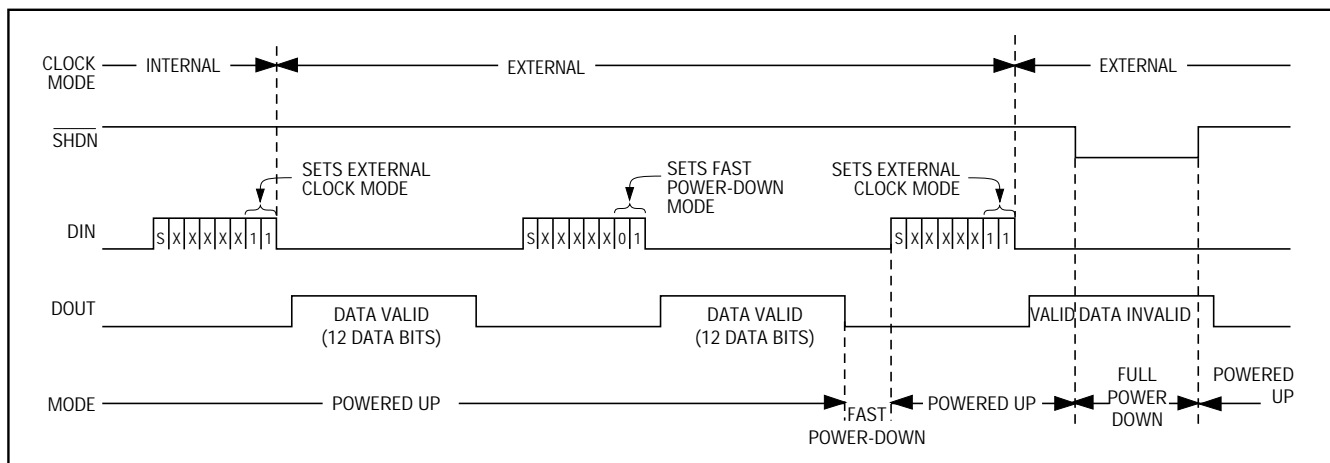 CLOCK
MODE
INTERNAL
EXTERNAL
EXTERNAL
SHDN
SETS EXTERNAL
CLOCK MODE
SETS FAST
POWER-DOWN
MODE
SETS EXTERNAL
CLOCK MODE
DIN
S X X X X X 1 1
S X X X X X 0 1
S X X X X X 1 1
DOUT
DATA VALID
(12 DATA BITS)
DATA VALID
(12 DATA BITS)
VALID
DATA INVALID
MODE
POWERED UP
FAST
POWER-DOWN
POWERED UP
FULL
POWER
DOWN
POWERED
UP